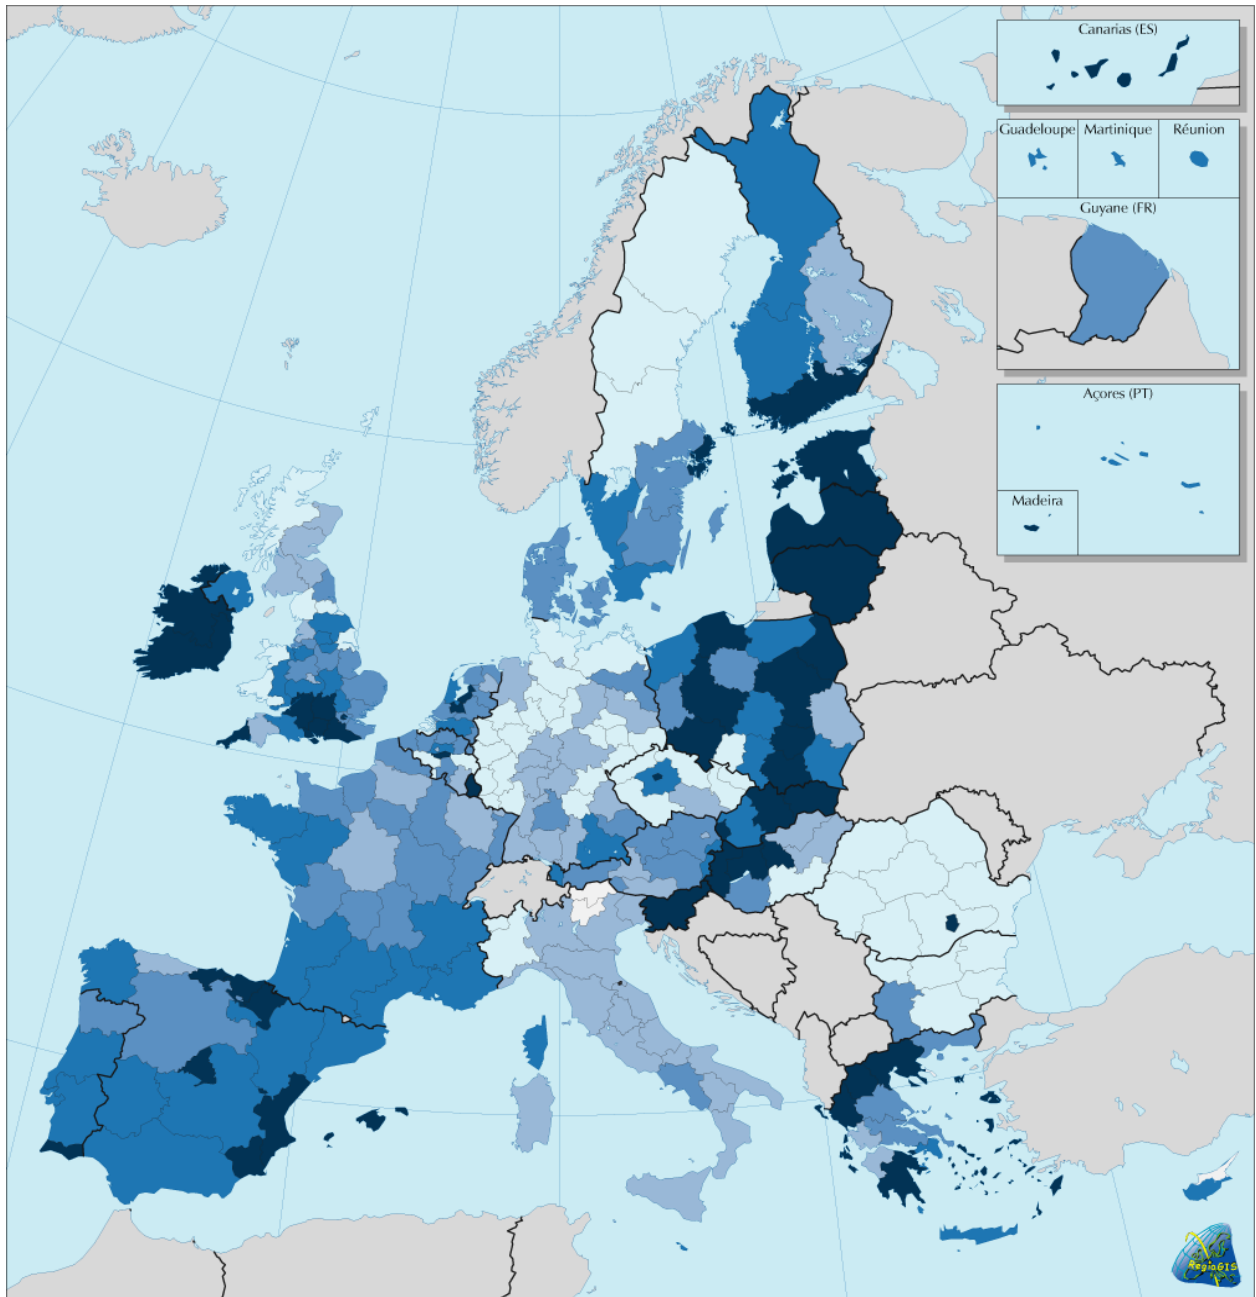 Canarias (ES)
Guadeloupe
Martinique
Réunion
Guyane (FR)
Açores (PT)
Madeira
RegioGIS